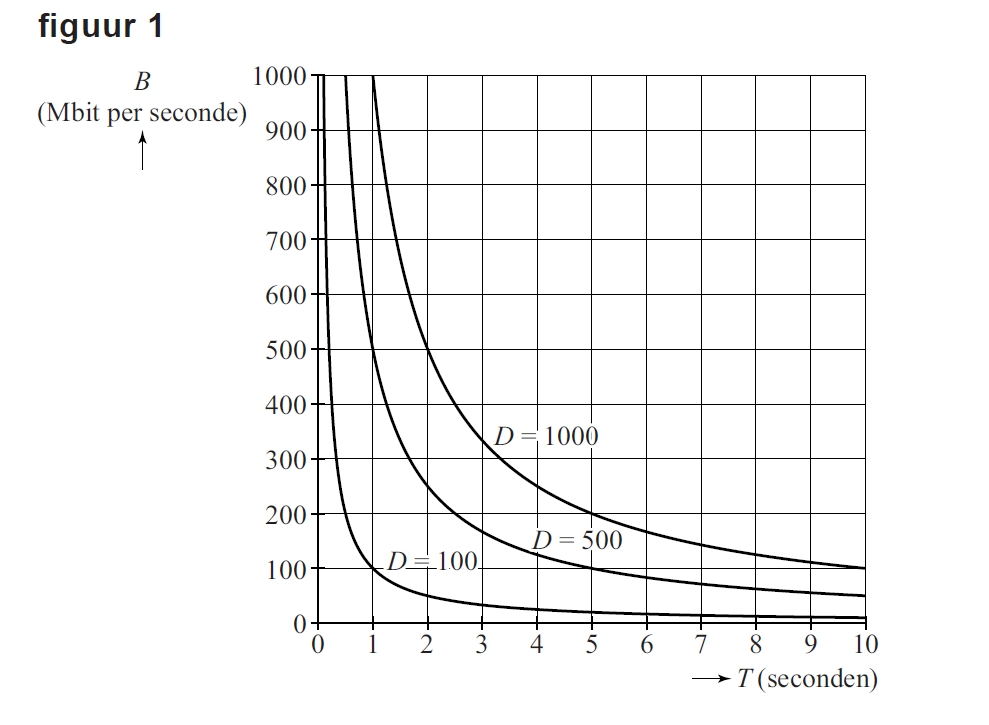 figuur 1
B
(Mbit per seconde)
1000
900
800
700
600
500
400
300
200
100
0
D = 1000
D = 500
D = 100
0 1 2 3 4 5 6 7 8 9 10
T (seconden)